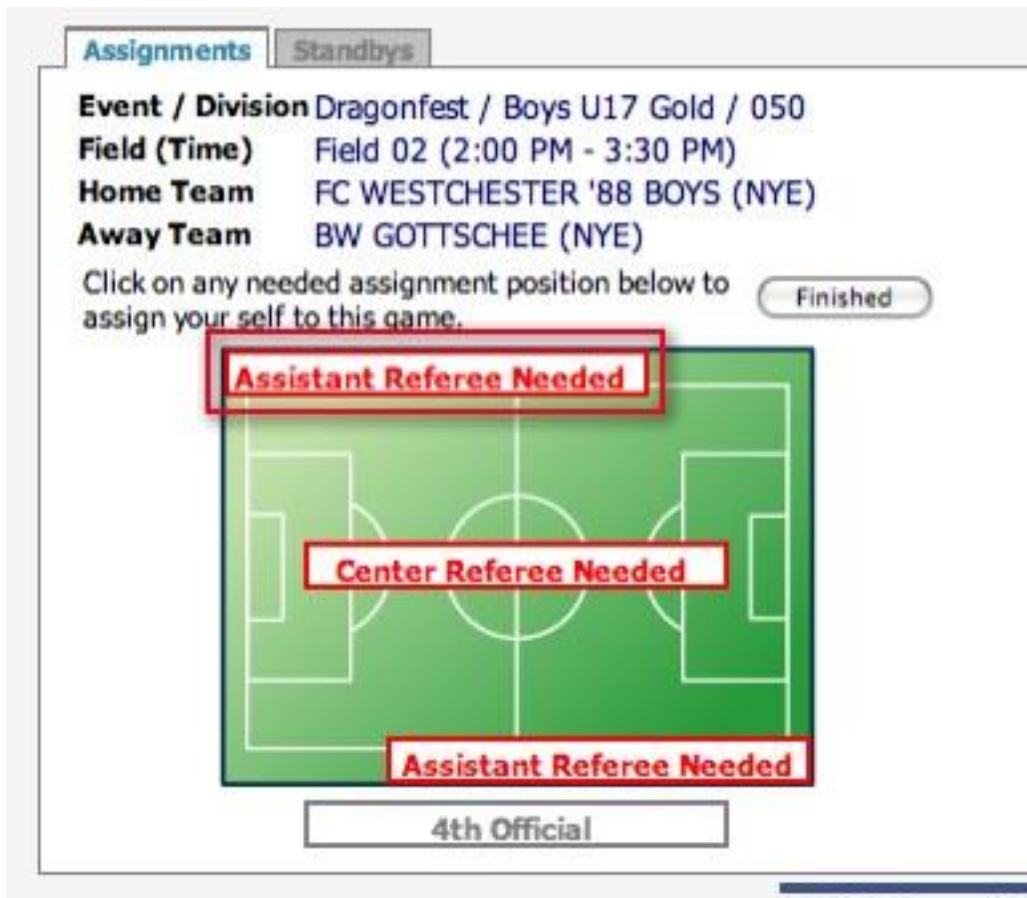 Assignments Standbys
Event / Division Dragonfest / Boys U17 Gold / 050
Field (Time) Field 02 (2:00 PM - 3:30 PM)
Home Team FC WESTCHESTER '88 BOYS (NYE)
Away Team BW GOTTSCHEE (NYE)
Click on any needed assignment position below to
assign your self to this game.
Finished
Assistant Referee Needed
Center Referee Needed
Assistant Referee Needed
4th Official